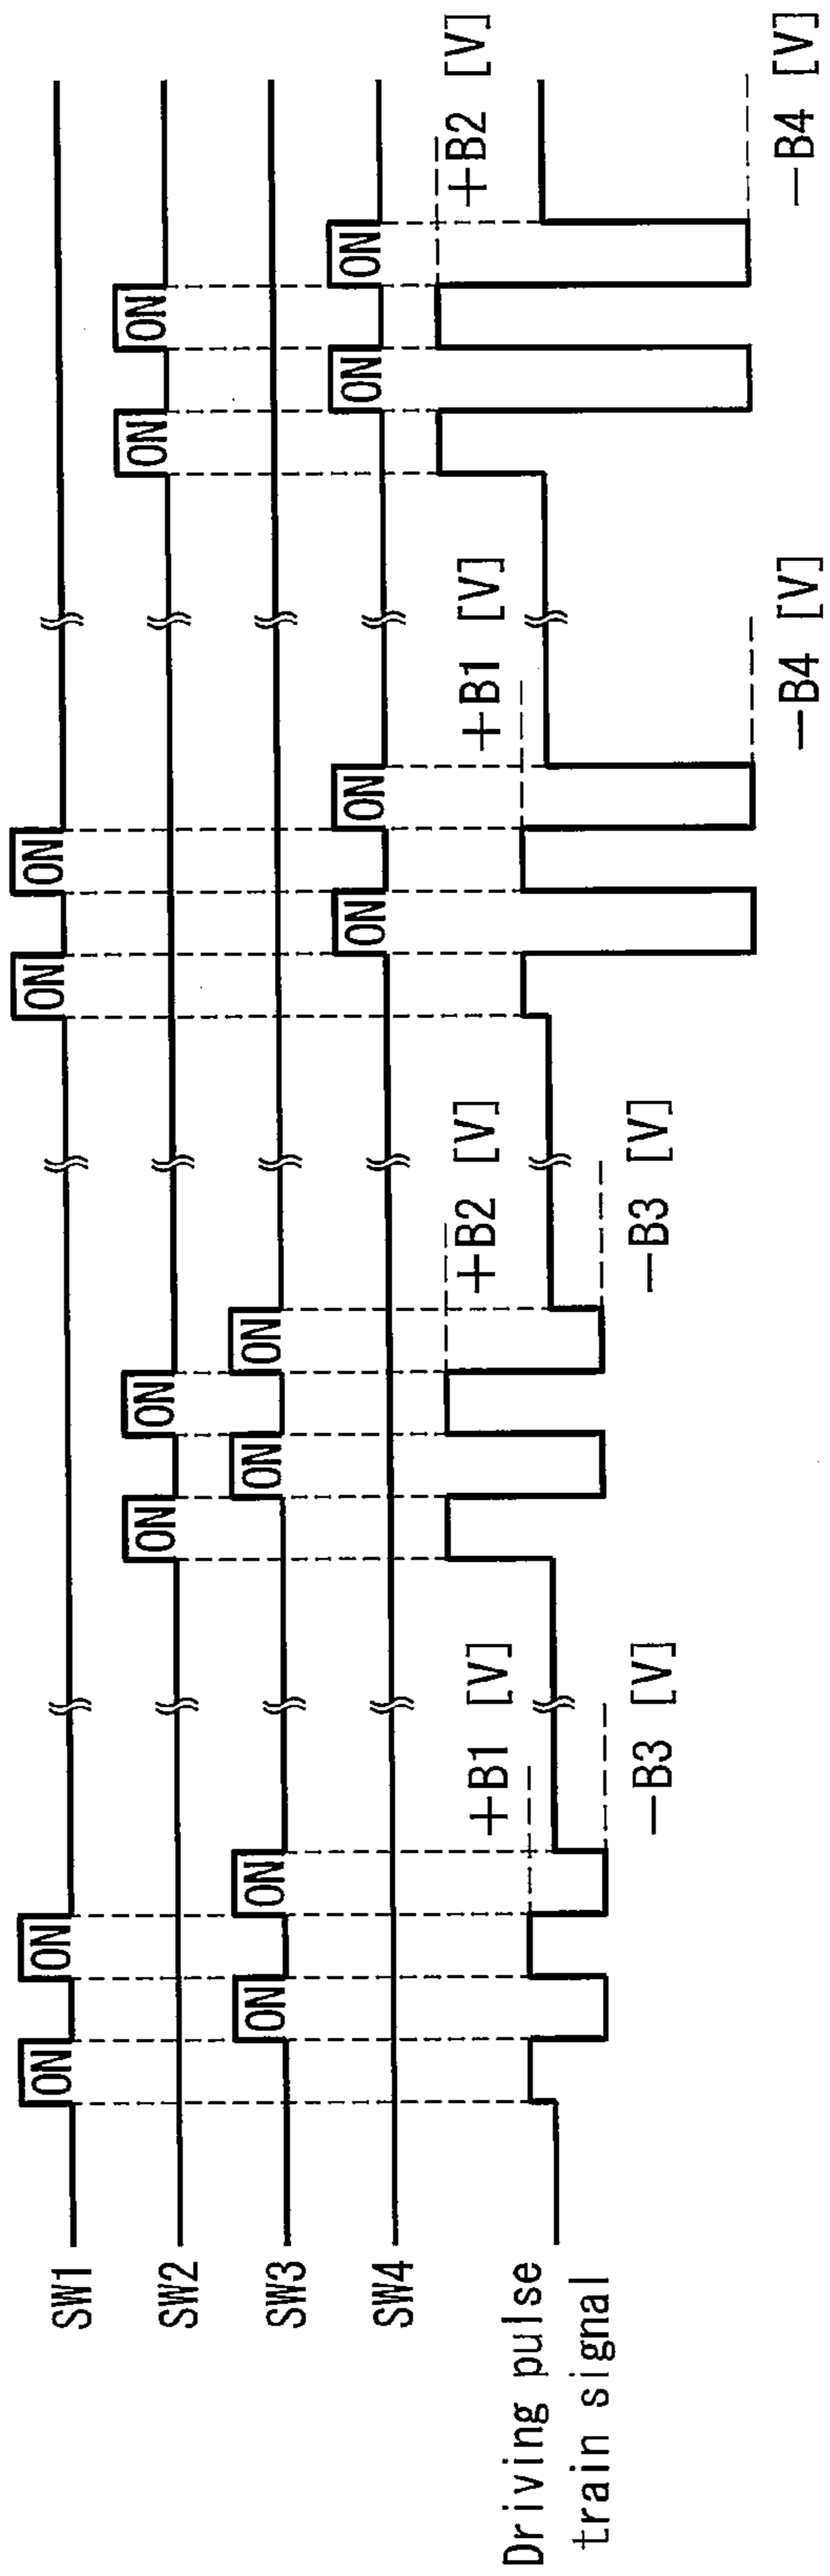 SW1
ON
ON
ON
ON
SW2
ON
ON
ON
ON
SW3
ON
ON
ON
ON
SW4
ON
ON
ON
ON
Driving pulse
train signal
+B1 [V]
−B3 [V]
+B2 [V]
−B3 [V]
+B1 [V]
−B4 [V]
+B2 [V]
−B4 [V]